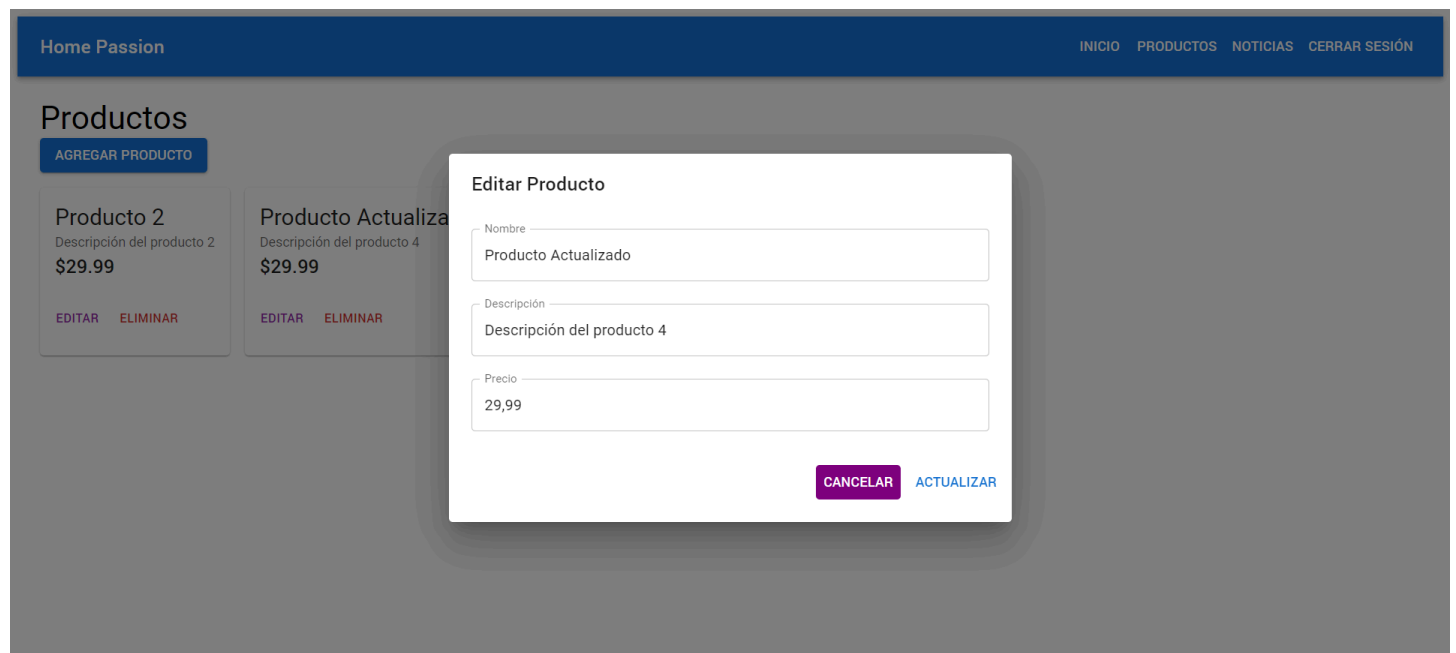 Home Passion
INICIO PRODUCTOS NOTICIAS CERRAR SESIÓN
Productos
AGREGAR PRODUCTO
Producto 2
Descripción del producto 2
$29.99
EDITAR ELIMINAR
Producto Actualiza
Descripción del producto 4
$29.99
EDITAR ELIMINAR
Editar Producto
Nombre
Producto Actualizado
Descripción
Descripción del producto 4
Precio
29,99
CANCELAR ACTUALIZAR